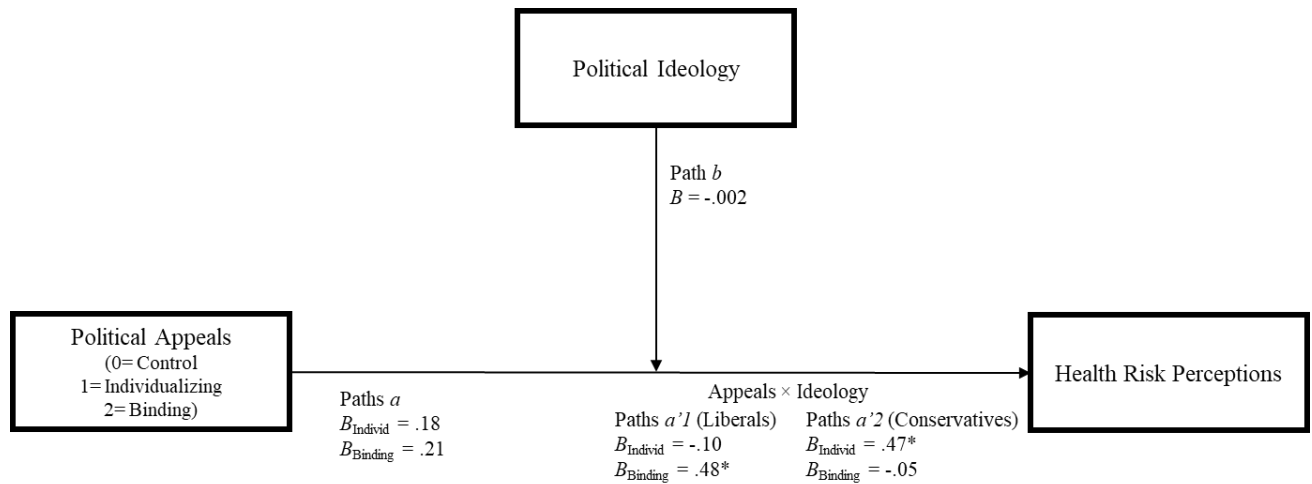 Political Ideology
Path b
B = -.002
Political Appeals
(0= Control
1= Individualizing
2= Binding)
Health Risk Perceptions
Paths a
BIndivid = .18
BBinding = .21
Appeals × Ideology
Paths a’1 (Liberals)
BIndivid = -.10
BBinding = .48*
Paths a’2 (Conservatives)
BIndivid = .47*
BBinding = -.05